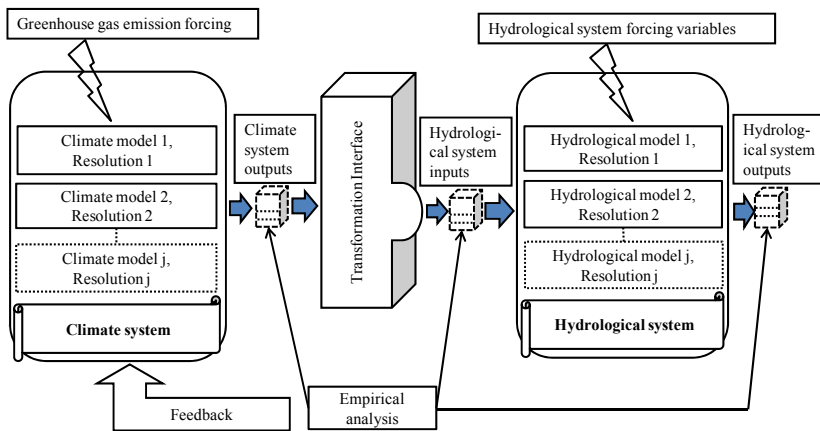 Greenhouse gas emission forcing
Climate model 1,
Resolution 1
Climate model 2,
Resolution 2
Climate model j,
Resolution j
Climate system
Feedback
Climate
system
outputs
Transformation Interface
Hydrologi-
cal system
inputs
Empirical
analysis
Hydrological system forcing variables
Hydrological model 1,
Resolution 1
Hydrological model 2,
Resolution 2
Hydrological model j,
Resolution j
Hydrological system
Hydrolog-
ical system
outputs